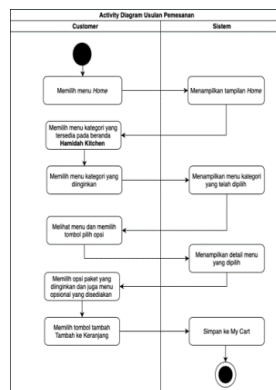 Activity Diagram Usulan Pemesanan
Customer
Sistem
Memilih menu Home
Menampilkan tampilan Home
Memilih menu kategori yang
tersedia pada beranda
Hamidah Kitchen
Memilih menu kategori yang
diinginkan
Menampilkan menu kategori
yang telah dipilih
Melihat menu dan memilih
tombol pilih opsi
Menampilkan detail menu
yang dipilih
Memilih opsi paket yang
diinginkan dan juga menu
opsional yang disediakan
Memilih tombol tambah
Tambah ke Keranjang
Simpan ke My Cart